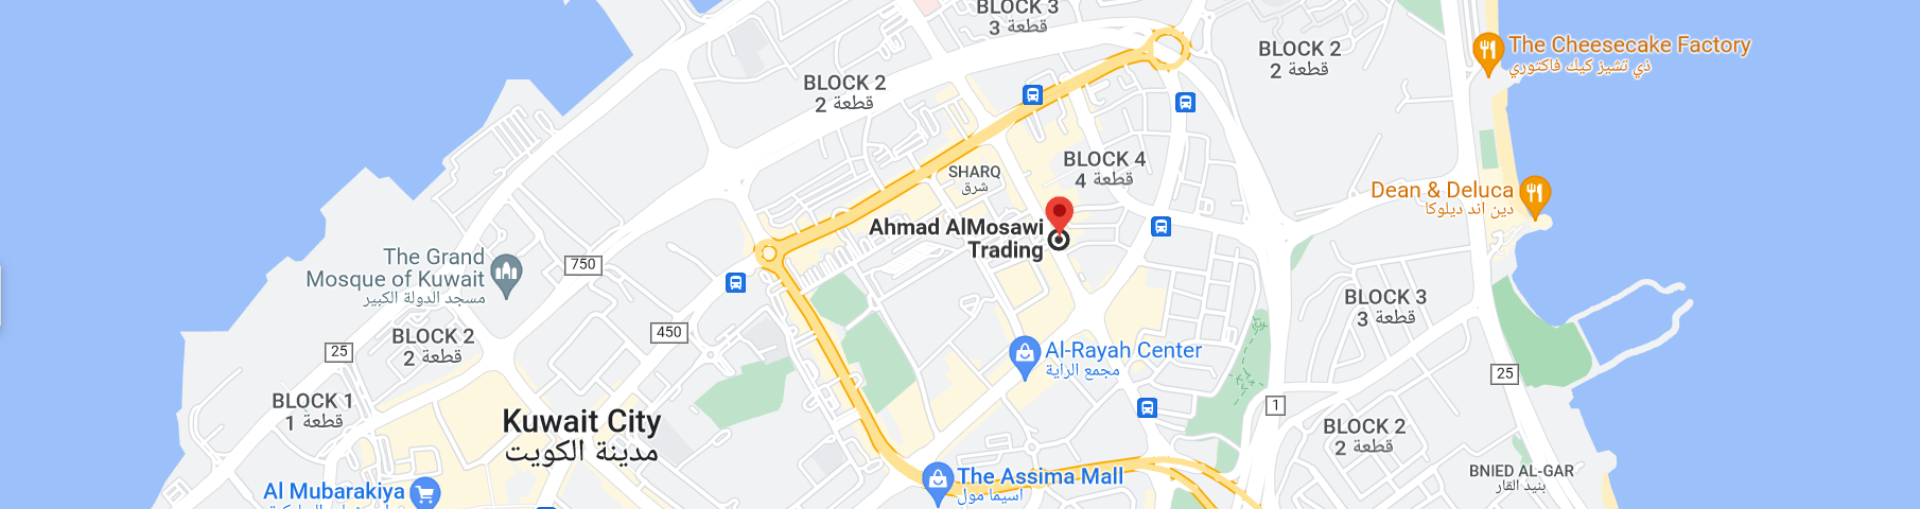 BLOCK 3
قطعة 3
BLOCK 2
قطعة 2
The Cheesecake Factory
ذي تشيز كيك فاكتوري
BLOCK 2
قطعة 2
BLOCK 4
قطعة 4
SHARQ
شرق
Dean & Deluca
دين اند ديلوكا
Ahmad AlMosawi
Trading
The Grand
Mosque of Kuwait
مسجد الدولة الكبير
750
BLOCK 3
قطعة 3
450
BLOCK 2
قطعة 2
25
Al-Rayah Center
مجمع الراية
25
BLOCK 1
قطعة 1
1
Kuwait City
مدينة الكويت
BLOCK 2
قطعة 2
BNIED AL-GAR
بنيد القار
The Assima Mall
اسيما مول
Al Mubarakiya